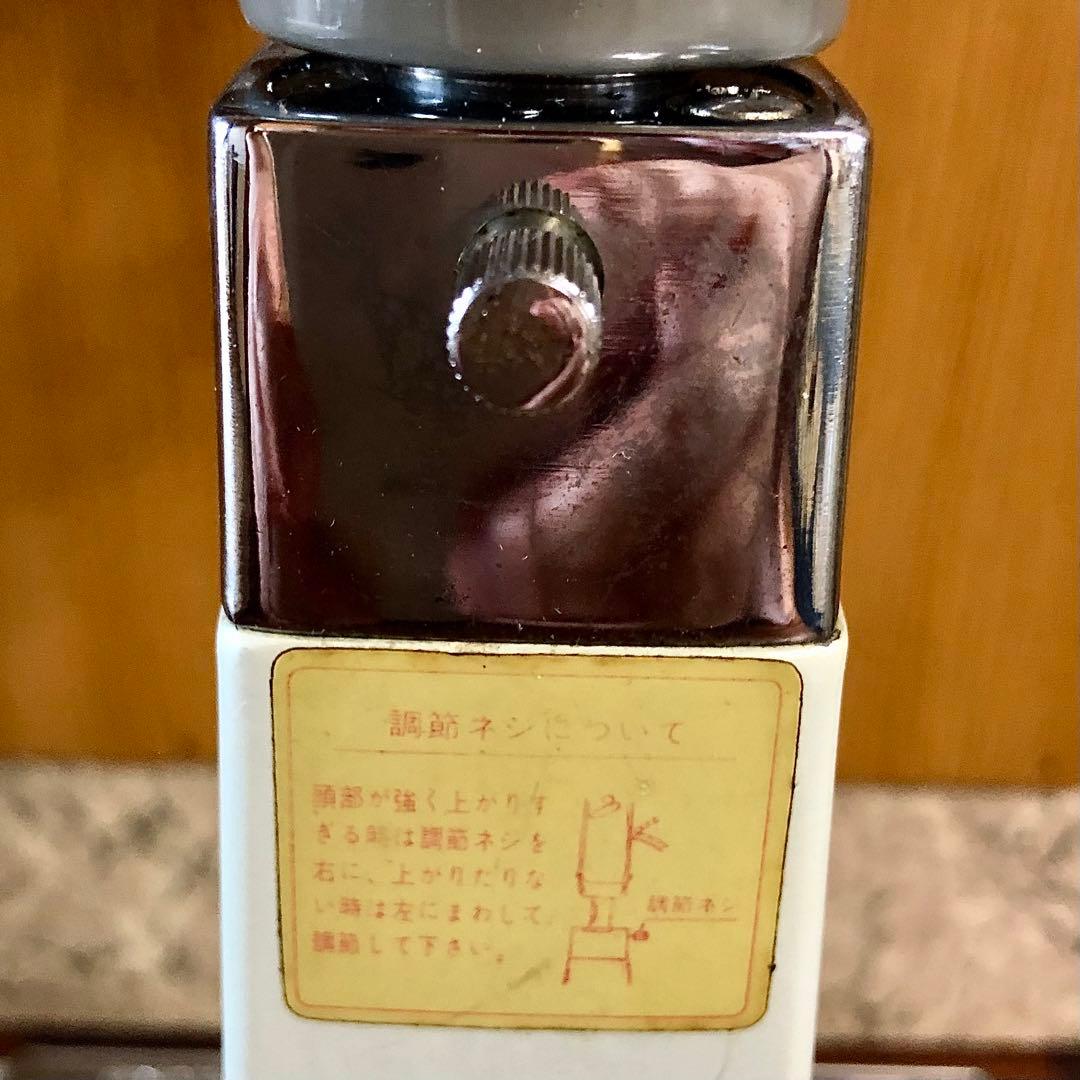 調節ネジについて
頭部が強く上がりす
ぎる時は調節ネジを
右に、上がりたりな
い時は左にまわして
調節して下さい。
調節ネジ